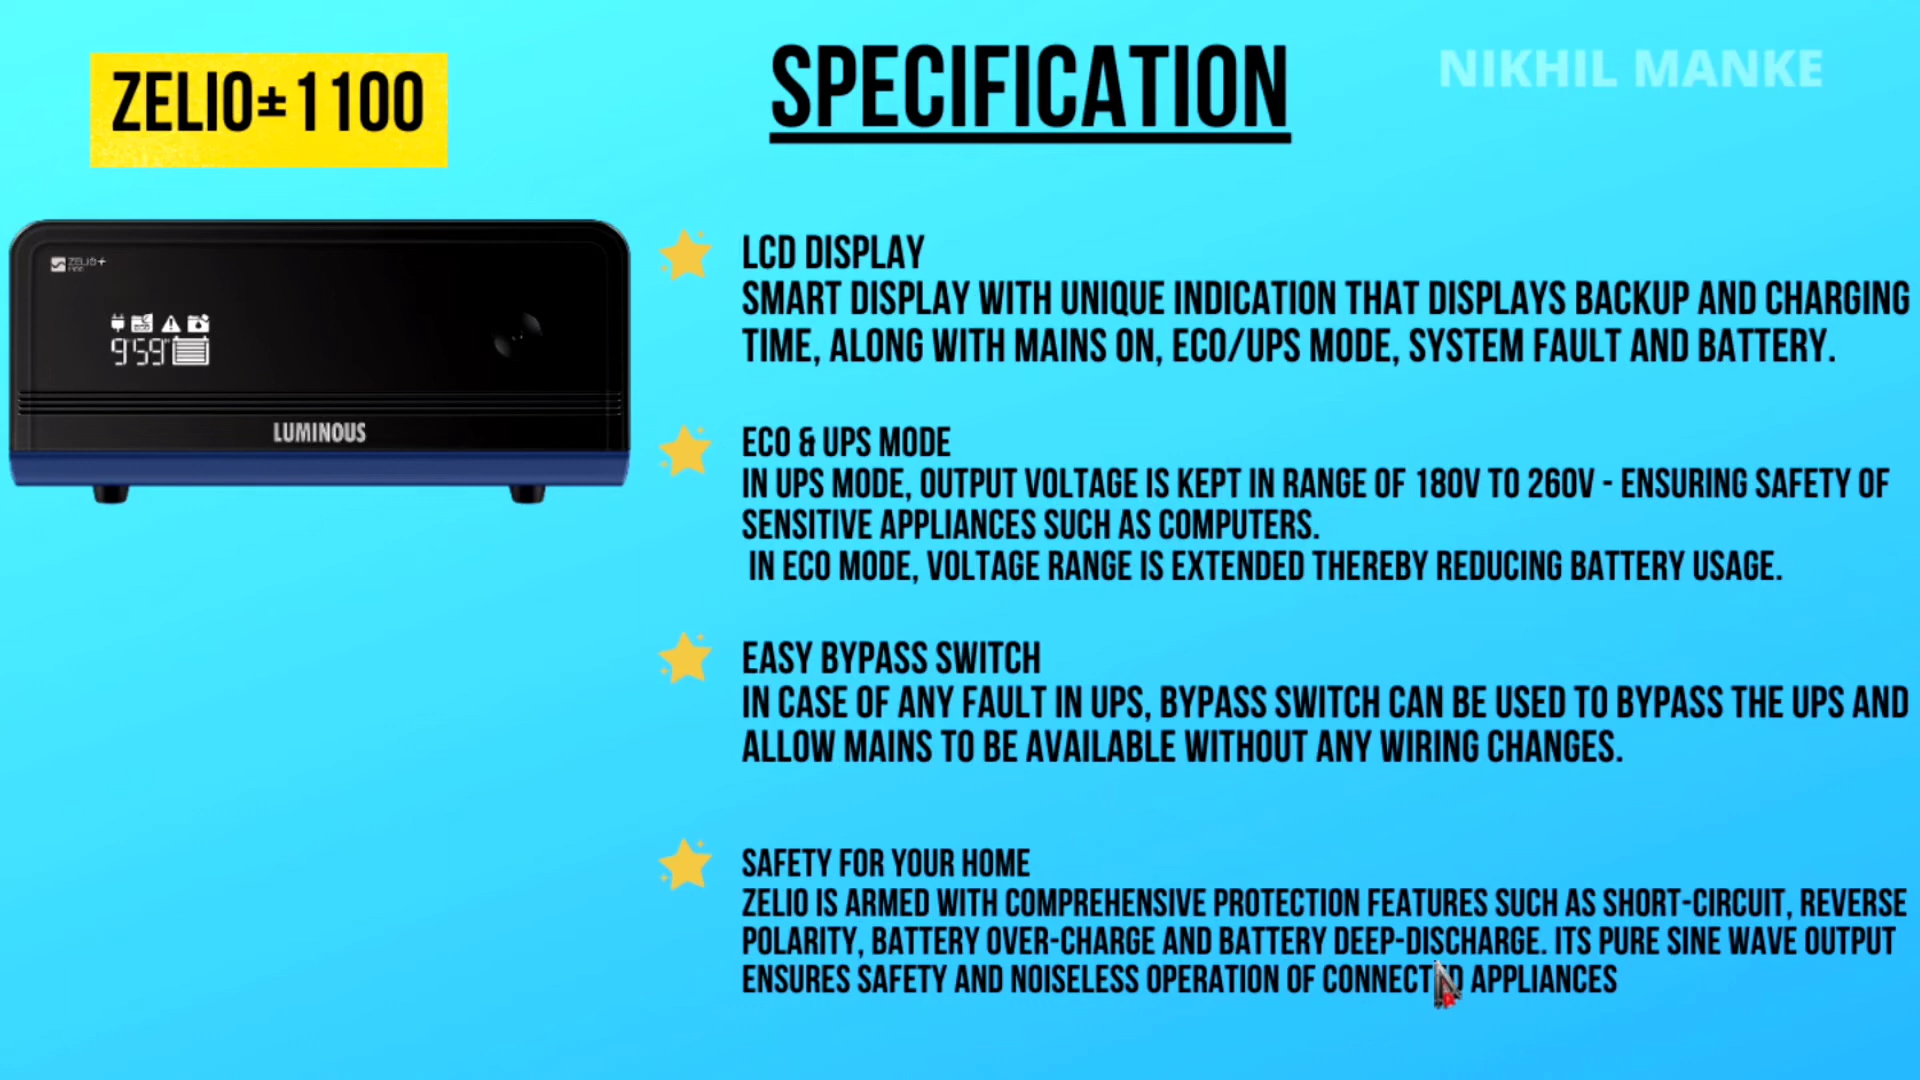 ZELIO±1100
SPECIFICATION
NIKHIL MANKE
ZELIO+
9:59
LUMINOUS
LCD DISPLAY
SMART DISPLAY WITH UNIQUE INDICATION THAT DISPLAYS BACKUP AND CHARGING
TIME, ALONG WITH MAINS ON, ECO/UPS MODE, SYSTEM FAULT AND BATTERY.
ECO & UPS MODE
IN UPS MODE, OUTPUT VOLTAGE IS KEPT IN RANGE OF 180V TO 260V - ENSURING SAFETY OF
SENSITIVE APPLIANCES SUCH AS COMPUTERS.
IN ECO MODE, VOLTAGE RANGE IS EXTENDED THEREBY REDUCING BATTERY USAGE.
EASY BYPASS SWITCH
IN CASE OF ANY FAULT IN UPS, BYPASS SWITCH CAN BE USED TO BYPASS THE UPS AND
ALLOW MAINS TO BE AVAILABLE WITHOUT ANY WIRING CHANGES.
SAFETY FOR YOUR HOME
ZELIO IS ARMED WITH COMPREHENSIVE PROTECTION FEATURES SUCH AS SHORT-CIRCUIT, REVERSE
POLARITY, BATTERY OVER-CHARGE AND BATTERY DEEP-DISCHARGE. ITS PURE SINE WAVE OUTPUT
ENSURES SAFETY AND NOISELESS OPERATION OF CONNECTED APPLIANCES